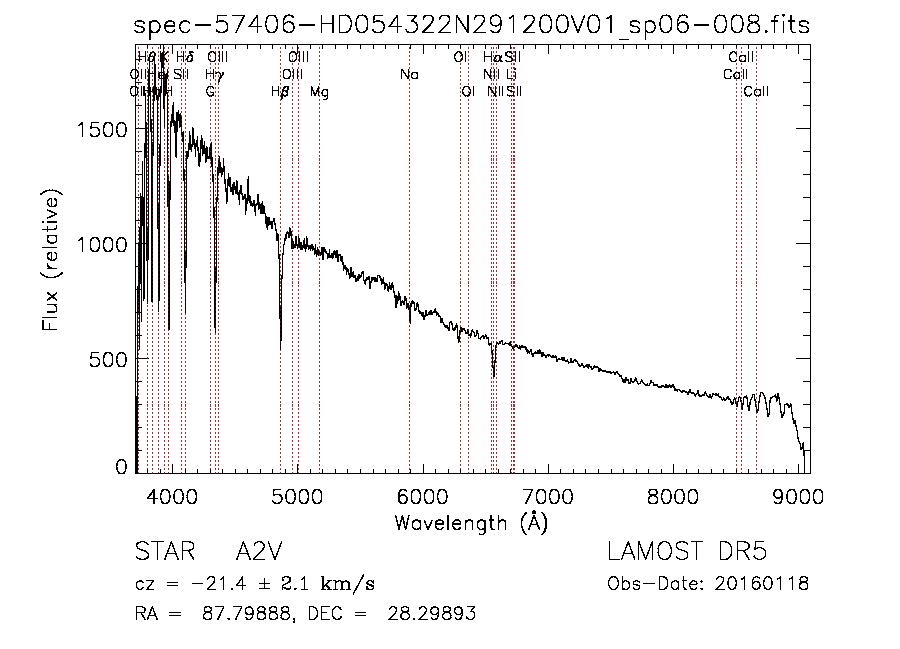 spec-57406-HD054322N291200V01_sp06-008.fits
Hδ OIII OIII OI Hα SII CaII
SII Hγ OIII Na NII Li CaII
G Hβ Mg OI NII SII CaII
1500
1000
500
0
Flux (relative)
4000 5000 6000 7000 8000 9000
Wavelength (Å)
STAR A2V LAMOST DR5
cz = −21.4 ± 2.1 km/s Obs−Date: 20160118
RA = 87.79888, DEC = 28.29893